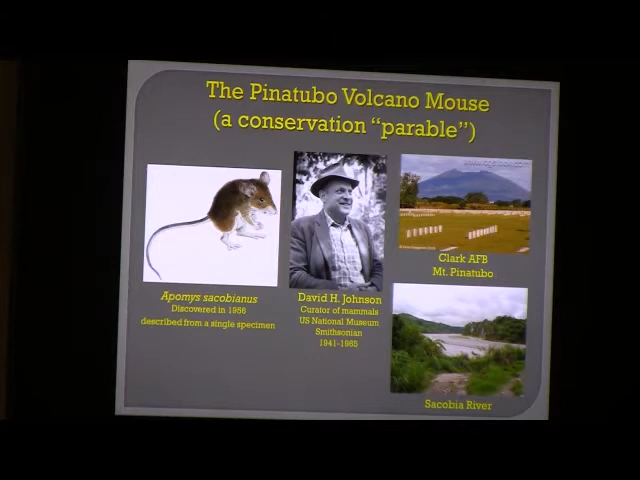 The Pinatubo Volcano Mouse
(a conservation “parable”)
Clark AFB
Mt. Pinatubo
Apomys sacobianus
Discovered in 1956
described from a single specimen
David H. Johnson
Curator of mammals
US National Museum
Smithsonian
1941-1965
Sacobia River